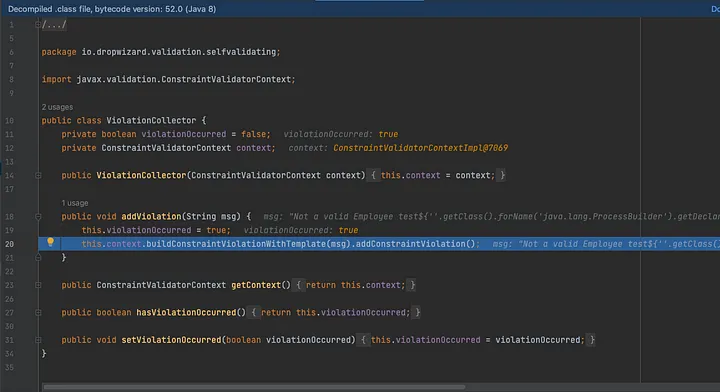 Decompiled .class file, bytecode version: 52.0 (Java 8) Do
1 /.../
5
6 package io.dropwizard.validation.selfvalidating;
7
8 import javax.validation.ConstraintValidatorContext;
9
2 usages
10 public class ViolationCollector {
11 private boolean violationOccurred = false; violationOccurred: true
12 private ConstraintValidatorContext context; context: ConstraintValidatorContextImpl@7069
13
14 public ViolationCollector(ConstraintValidatorContext context) { this.context = context; }
17
1 usage
18 public void addViolation(String msg) { msg: "Not a valid Employee test${''.getClass().forName('java.lang.ProcessBuilder').getDecla
19 this.violationOccurred = true; violationOccurred: true
20 this.context.buildConstraintViolationWithTemplate(msg).addConstraintViolation(); msg: "Not a valid Employee test${''.getClass()
21 }
22
23 public ConstraintValidatorContext getContext() { return this.context; }
26
27 public boolean hasViolationOccurred() { return this.violationOccurred; }
30
31 public void setViolationOccurred(boolean violationOccurred) { this.violationOccurred = violationOccurred; }
34 }
35